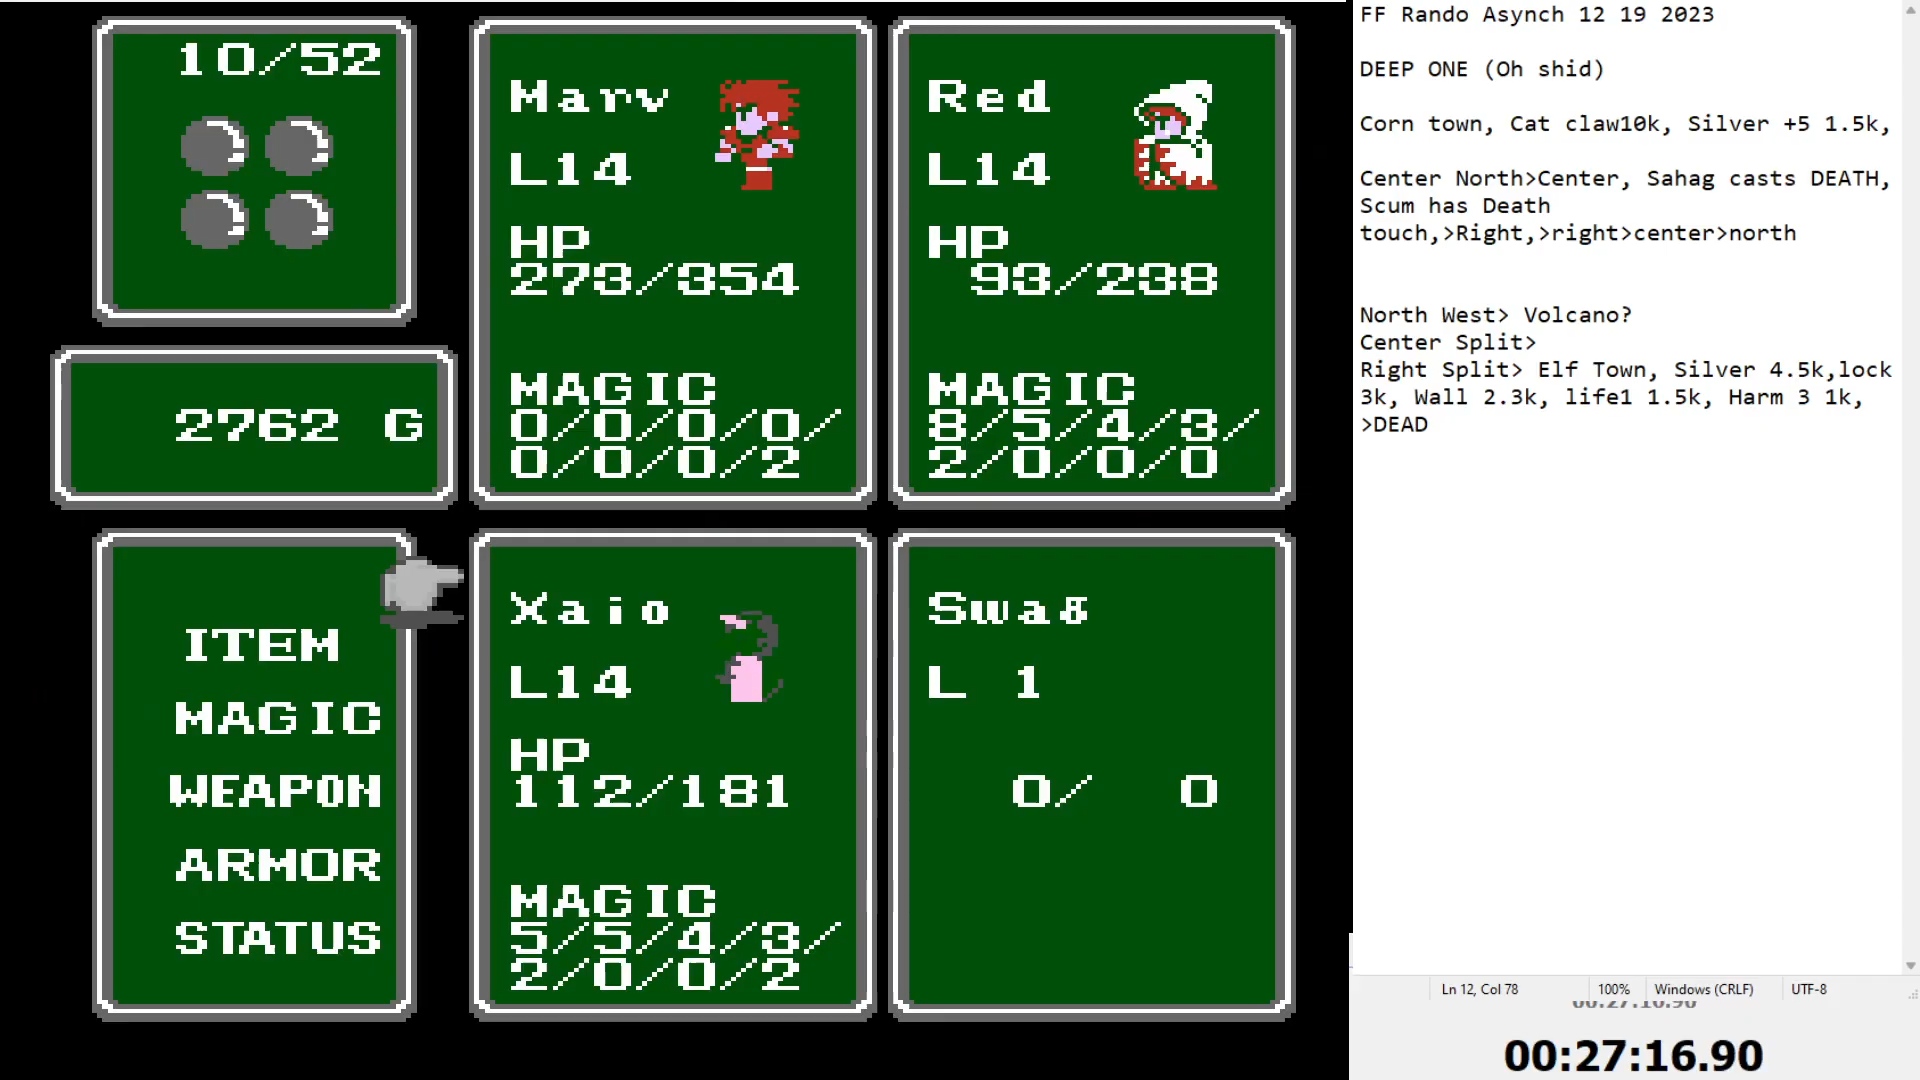 10/52
2762 G
ITEM
MAGIC
WEAPON
ARMOR
STATUS
Marv
L14
HP
273/354
MAGIC
0/0/0/0/
0/0/0/2
Red
L14
HP
93/238
MAGIC
8/5/4/3/
2/0/0/0
Xaio
L14
HP
112/181
MAGIC
5/5/4/3/
2/0/0/2
Swa&
L 1
0/ 0
FF Rando Asynch 12 19 2023
DEEP ONE (Oh shid)
Corn town, Cat claw10k, Silver +5 1.5k,
Center North>Center, Sahag casts DEATH,
Scum has Death
touch,>Right,>right>center>north
North West> Volcano?
Center Split>
Right Split> Elf Town, Silver 4.5k,lock
3k, Wall 2.3k, life1 1.5k, Harm 3 1k,
>DEAD
Ln 12, Col 78 100% Windows (CRLF) UTF-8
00:27:16.90
00:27:16.90